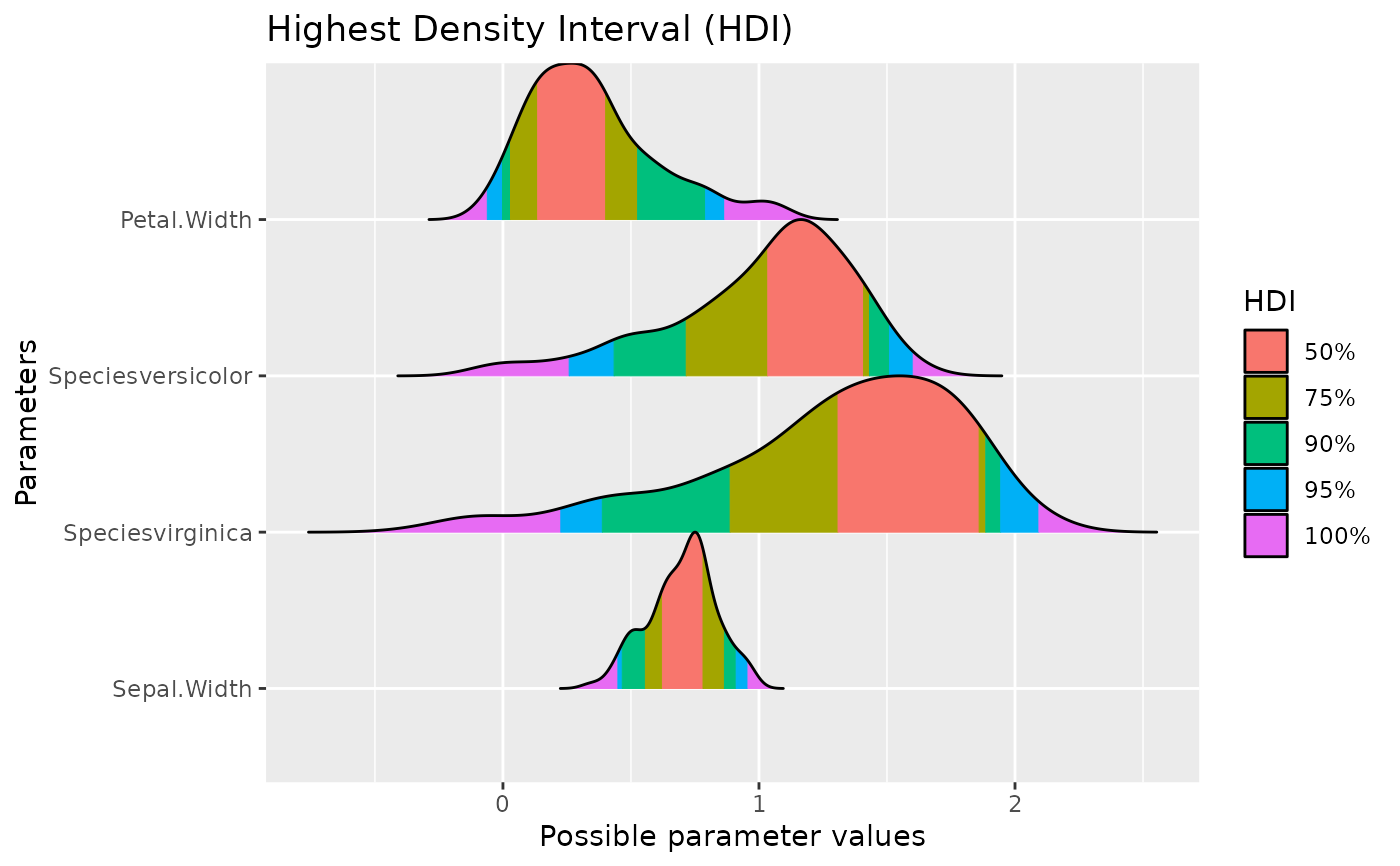 Highest Density Interval (HDI)
Parameters
Petal.Width
Speciesversicolor
Speciesvirginica
Sepal.Width
0 1 2
Possible parameter values
HDI
50%
75%
90%
95%
100%